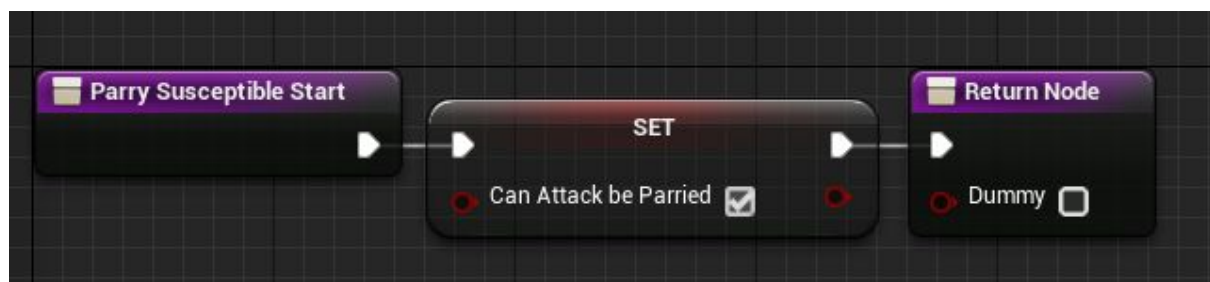 Parry Susceptible Start
SET
Return Node
Can Attack be Parried
Dummy